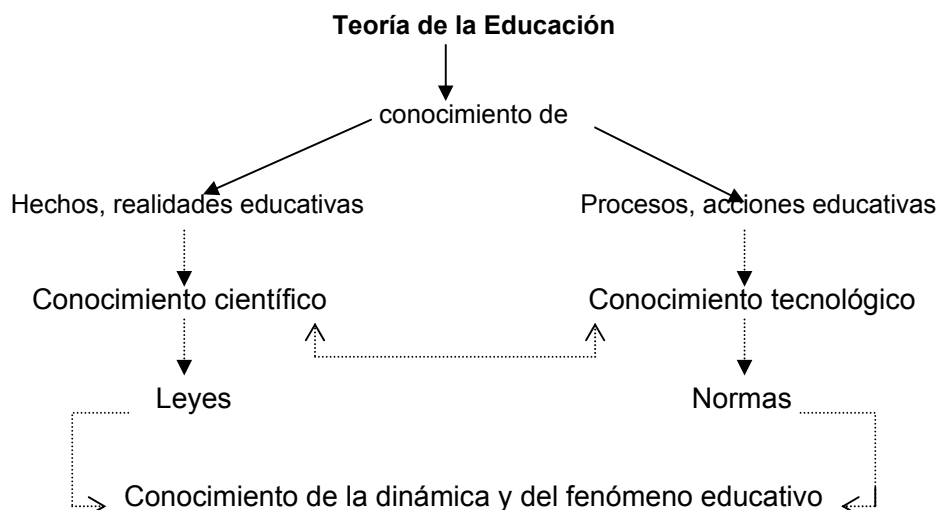 Teoría de la Educación
conocimiento de
Hechos, realidades educativas
Procesos, acciones educativas
Conocimiento científico
Conocimiento tecnológico
Leyes
Normas
Conocimiento de la dinámica y del fenómeno educativo